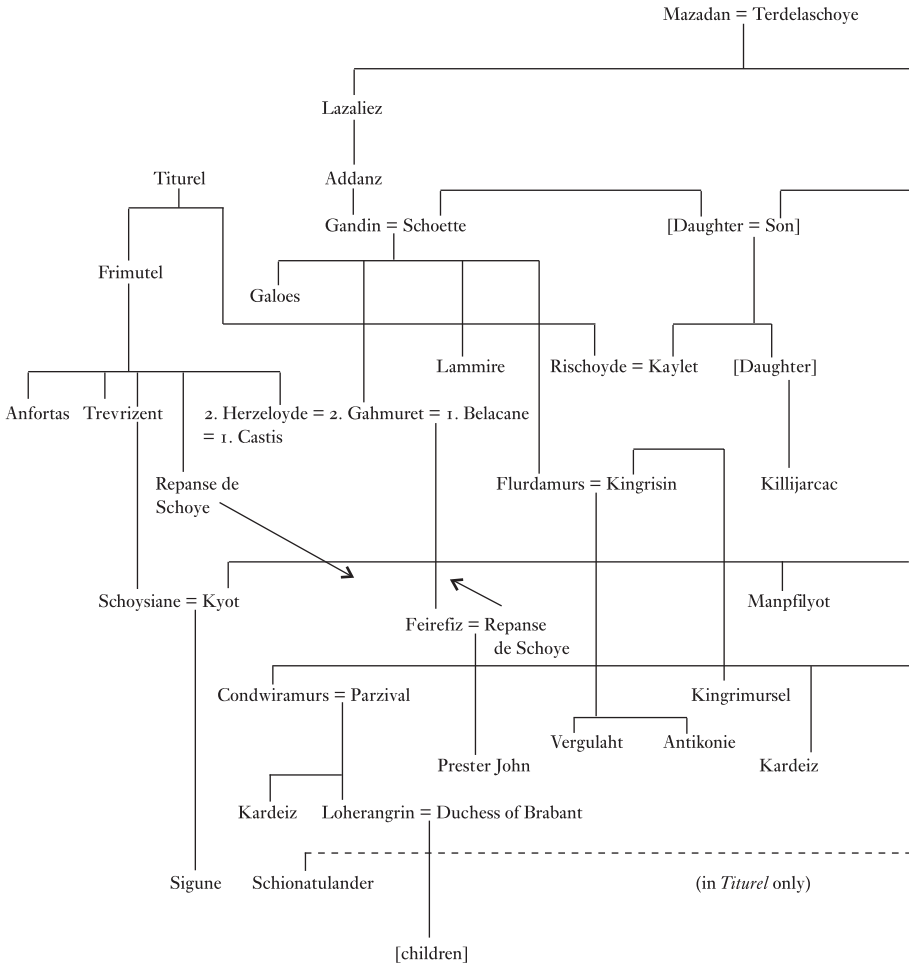 Mazadan = Terdelaschoye
Lazaliez
Titurel
Addanz
Gandin = Schoette
[Daughter = Son]
Frimutel
Galoes
Lammire
Rischoyde = Kaylet
[Daughter]
Anfortas
Trevrizent
2. Herzeloyde = 2. Gahmuret = 1. Belacane
= 1. Castis
Repanse de
Schoye
Flurdamurs = Kingrisin
Killijarcac
Schoysiane = Kyot
Manpfilyot
Feirefiz = Repanse
de Schoye
Condwiramurs = Parzival
Kingrimursel
Vergulaht
Antikonie
Prester John
Kardeiz
Kardeiz
Loherangrin = Duchess of Brabant
Sigune
Schionatulander
(in Titurel only)
[children]